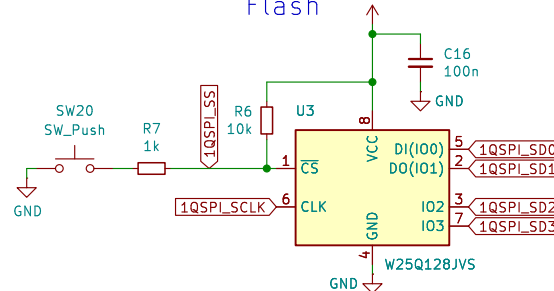 Flash
C16
100n
GND
SW20
SW_Push
R7
1k
1QSPI_SS
R6
10k
U3
8
VCC
1
CS
DI(IO0)
5
1QSPI_SD0
DO(IO1)
2
1QSPI_SD1
GND
1QSPI_SCLK
6
CLK
IO2
3
1QSPI_SD2
IO3
7
1QSPI_SD3
GND
4
W25Q128JVS
GND